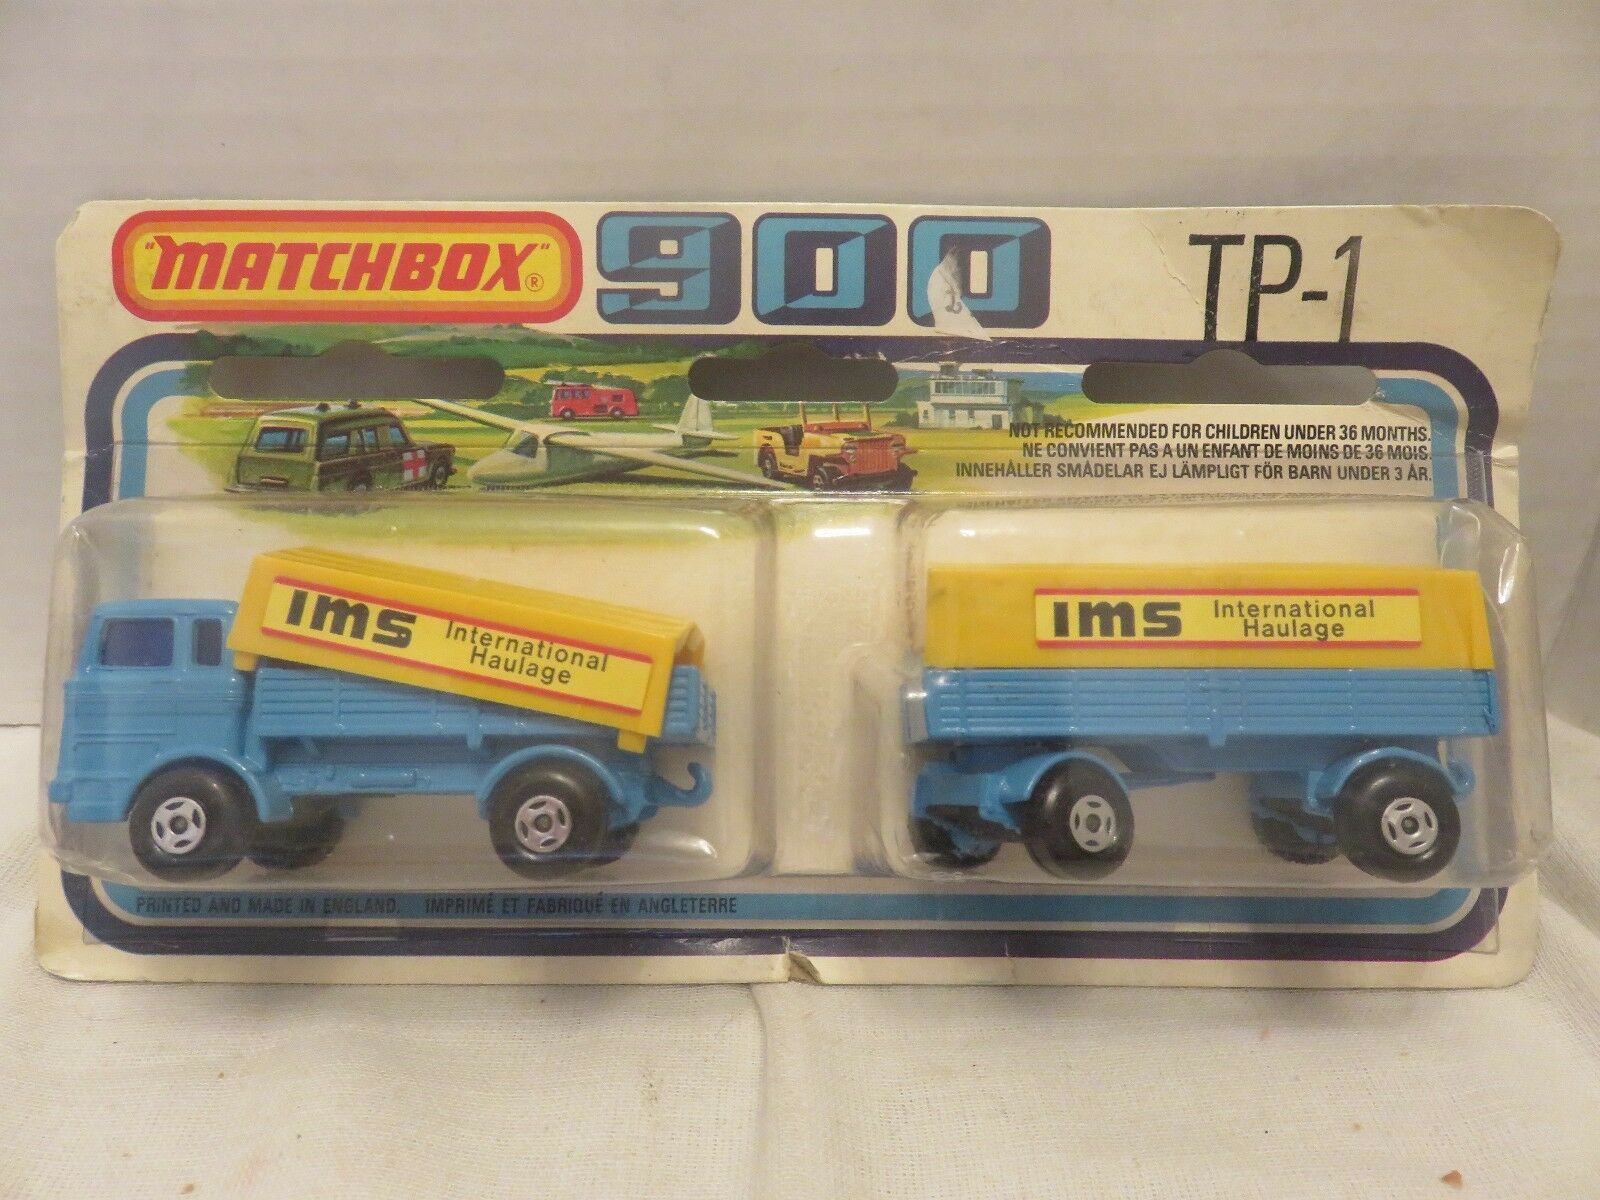 "MATCHBOX"®
900
TP-1
NOT RECOMMENDED FOR CHILDREN UNDER 36 MONTHS.
NE CONVIENT PAS A UN ENFANT DE MOINS DE 36 MOIS.
INNEHÅLLER SMÅDELAR EJ LÄMPLIGT FÖR BARN UNDER 3 ÅR.
IMS International
Haulage
IMS International
Haulage
PRINTED AND MADE IN ENGLAND. IMPRIMÉ ET FABRIQUÉ EN ANGLETERRE